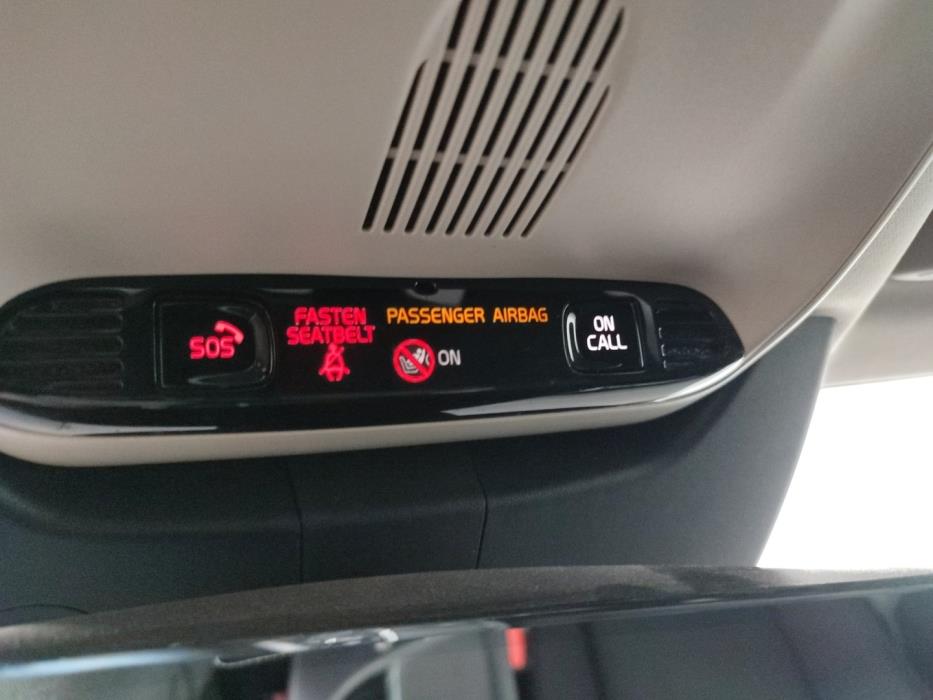 SOS
FASTEN
SEATBELT
PASSENGER AIRBAG
ON
ON
CALL